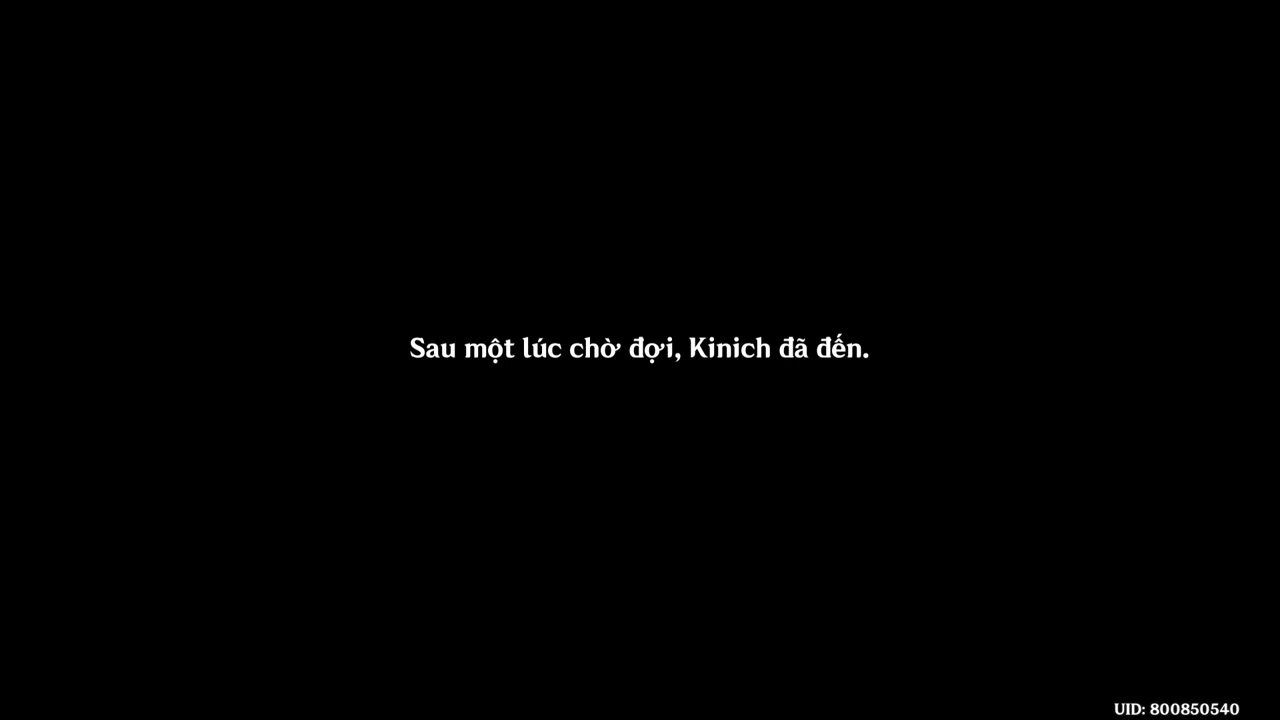 Sau một lúc chờ đợi, Kinich đã đến.
UID: 800850540